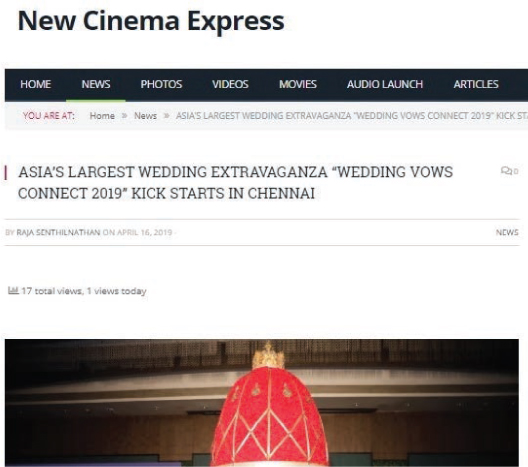 New Cinema Express
HOME NEWS PHOTOS VIDEOS MOVIES AUDIO LAUNCH ARTICLES
YOU ARE AT: Home » News » ASIA'S LARGEST WEDDING EXTRAVAGANZA "WEDDING VOWS CONNECT 2019" KICK STA
ASIA'S LARGEST WEDDING EXTRAVAGANZA “WEDDING VOWS
0
CONNECT 2019” KICK STARTS IN CHENNAI
BY RAJA SENTHILNATHAN ON APRIL 16, 2019 · NEWS
17 total views, 1 views today